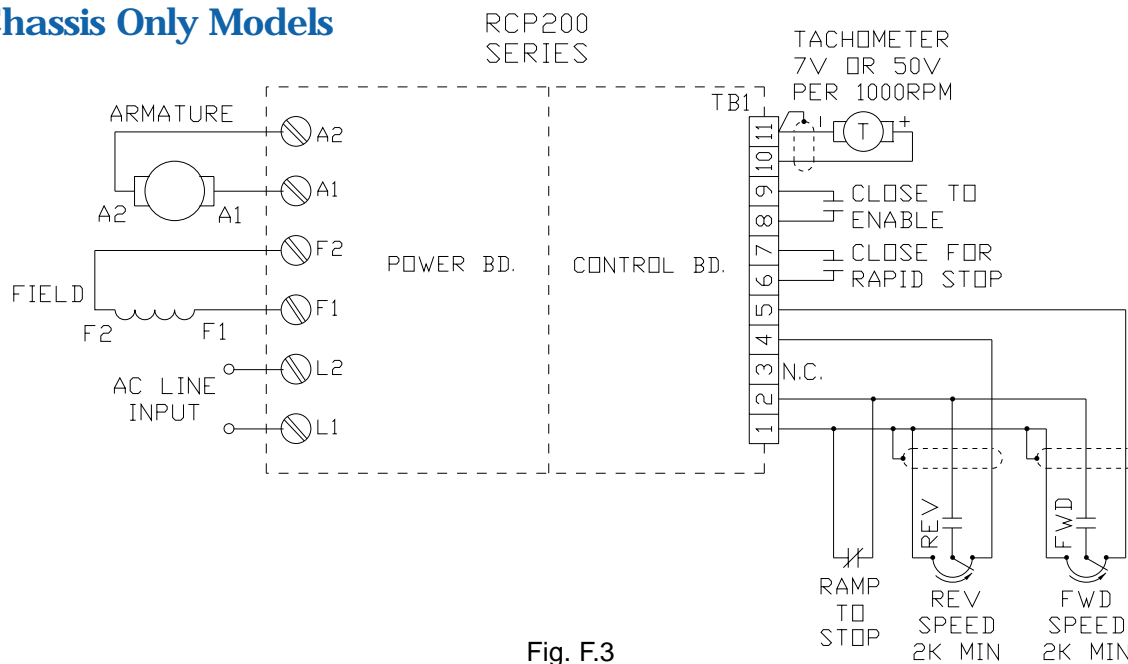 Chassis Only Models
RCP200
SERIES
TACHOMETER
7V OR 50V
PER 1000RPM
TB1
ARMATURE
A2
A1
A2
A1
F2
F1
FIELD
F2
F1
L2
L1
AC LINE
INPUT
POWER BD.
CONTROL BD.
11
10
9
8
7
6
5
4
3
2
1
- T +
CLOSE TO
ENABLE
CLOSE FOR
RAPID STOP
N.C.
REV
FWD
RAMP
TO
STOP
REV
SPEED
2K MIN
FWD
SPEED
2K MIN
Fig. F.3